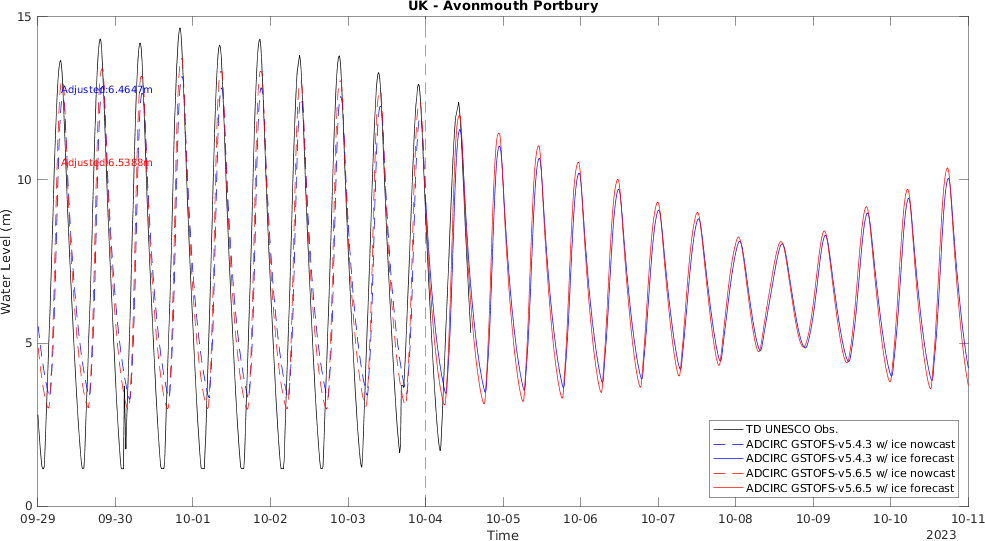 UK - Avonmouth Portbury
15
10
5
0
Water Level (m)
Adjusted:6.4647m
Adjusted:6.5383m
TD UNESCO Obs.
ADCIRC GSTOFS-v5.4.3 w/ ice nowcast
ADCIRC GSTOFS-v5.4.3 w/ ice forecast
ADCIRC GSTOFS-v5.6.5 w/ ice nowcast
ADCIRC GSTOFS-v5.6.5 w/ ice forecast
09-29 09-30 10-01 10-02 10-03 10-04 10-05 10-06 10-07 10-08 10-09 10-10 10-11
Time
2023